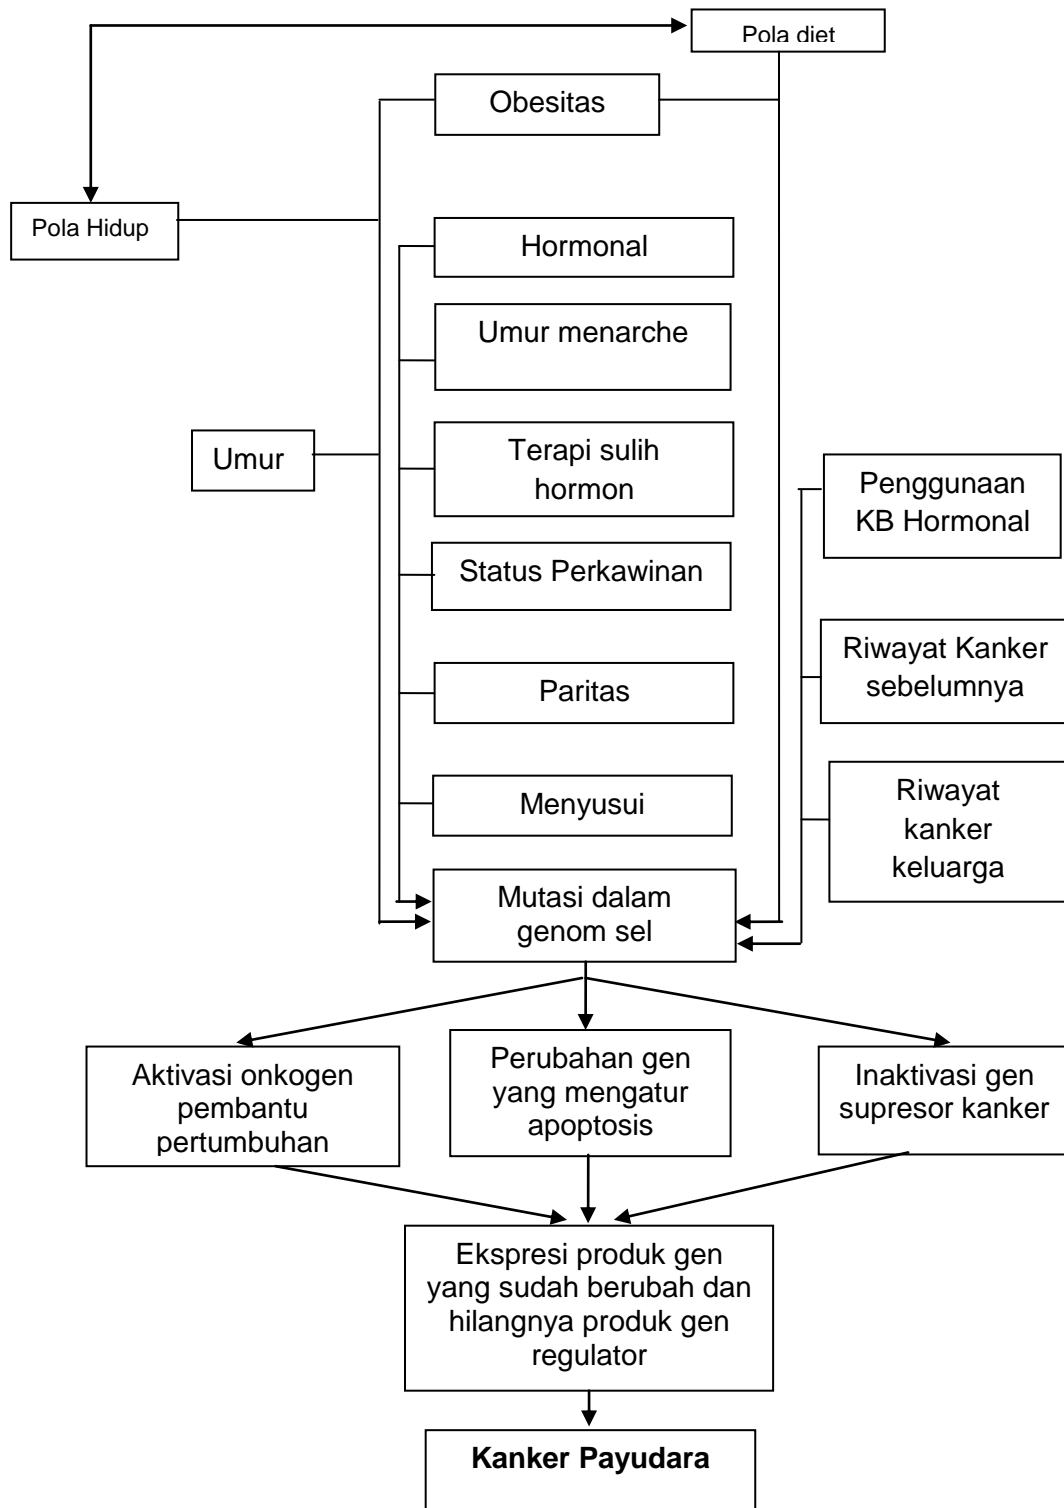 Pola diet
Obesitas
Pola Hidup
Hormonal
Umur menarche
Umur
Terapi sulih
hormon
Penggunaan
KB Hormonal
Status Perkawinan
Riwayat Kanker
sebelumnya
Paritas
Menyusui
Riwayat
kanker
keluarga
Mutasi dalam
genom sel
Aktivasi onkogen
pembantu
pertumbuhan
Perubahan gen
yang mengatur
apoptosis
Inaktivasi gen
supresor kanker
Ekspresi produk gen
yang sudah berubah dan
hilangnya produk gen
regulator
Kanker Payudara